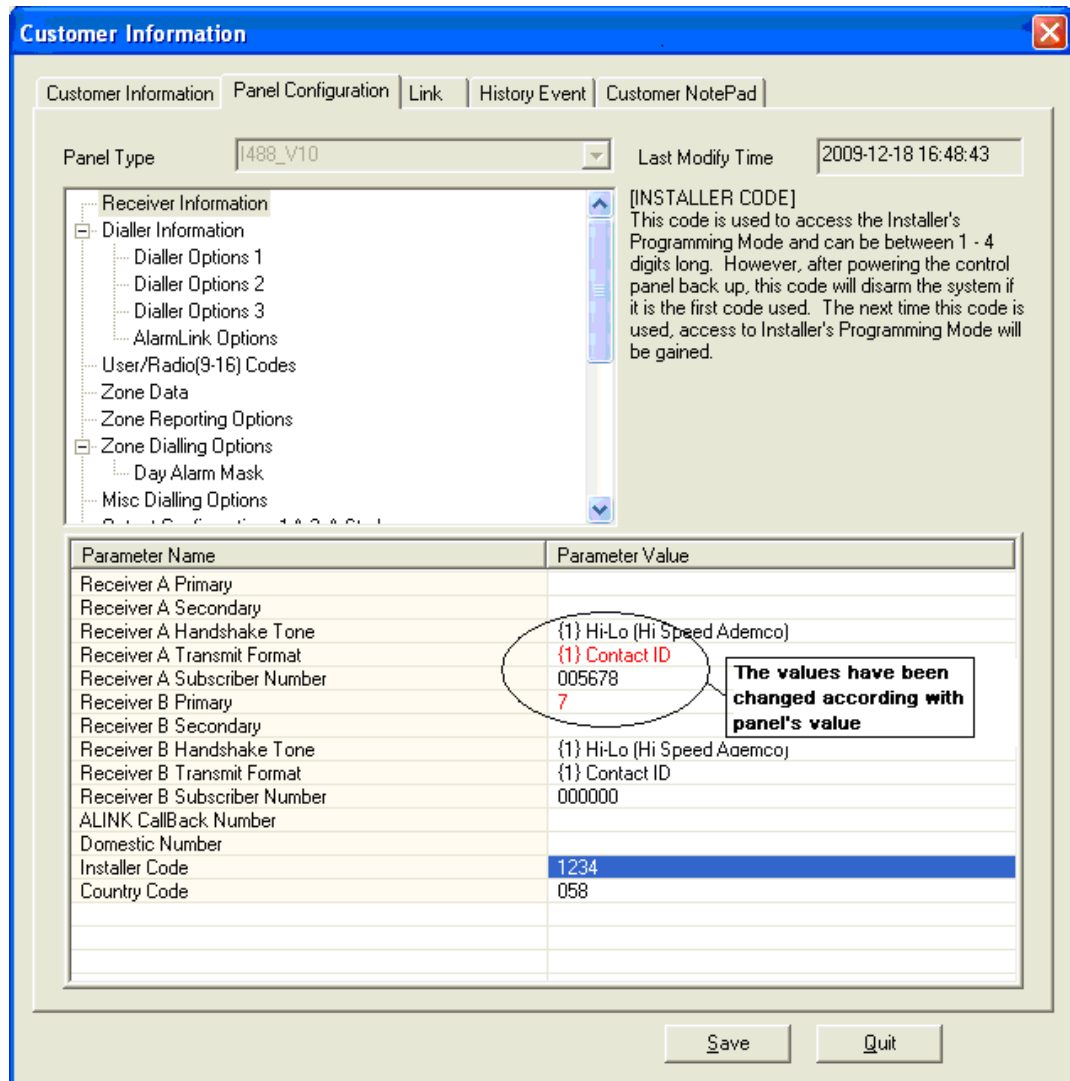 Customer Information
Customer Information
Panel Configuration
Link
History Event
Customer NotePad
Panel Type
I488_V10
Last Modify Time
2009-12-18 16:48:43
Receiver Information
Dialler Information
Dialler Options 1
Dialler Options 2
Dialler Options 3
AlarmLink Options
User/Radio(9-16) Codes
Zone Data
Zone Reporting Options
Zone Dialling Options
Day Alarm Mask
Misc Dialling Options
[INSTALLER CODE]
This code is used to access the Installer's
Programming Mode and can be between 1 - 4
digits long. However, after powering the control
panel back up, this code will disarm the system if
it is the first code used. The next time this code is
used, access to Installer's Programming Mode will
be gained.
Parameter Name Parameter Value
Receiver A Primary
Receiver A Secondary
Receiver A Handshake Tone {1} Hi-Lo (Hi Speed Ademco)
Receiver A Transmit Format {1} Contact ID
Receiver A Subscriber Number 005678
Receiver B Primary 7
Receiver B Secondary
Receiver B Handshake Tone {1} Hi-Lo (Hi Speed Ademco)
Receiver B Transmit Format {1} Contact ID
Receiver B Subscriber Number 000000
ALINK CallBack Number
Domestic Number
Installer Code 1234
Country Code 058
The values have been
changed according with
panel's value
Save
Quit